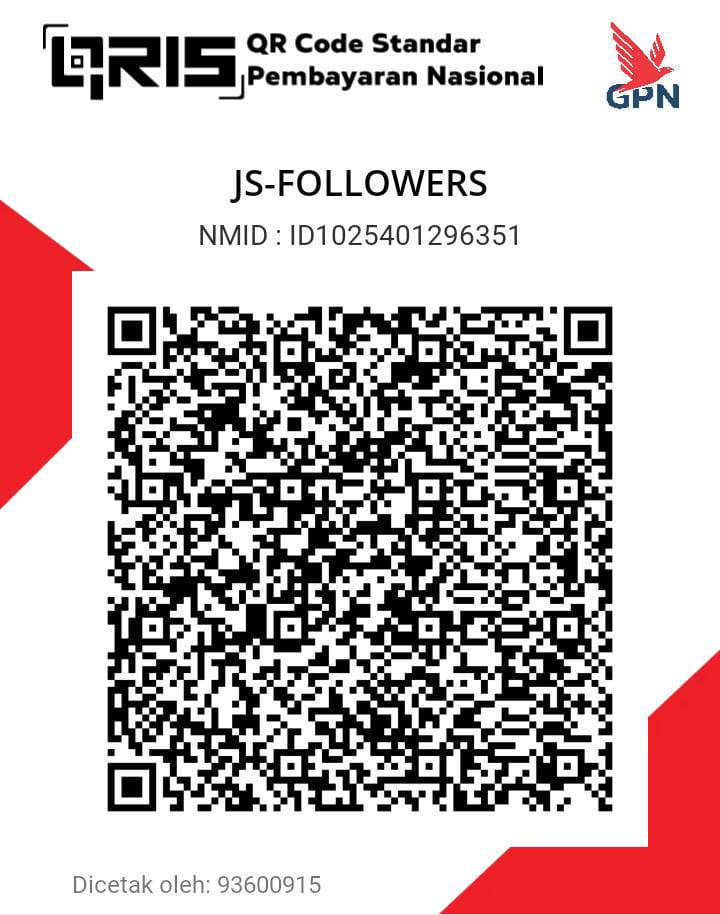 QRIS QR Code Standar
Pembayaran Nasional
GPN
JS-FOLLOWERS
NMID : ID1025401296351
Dicetak oleh: 93600915